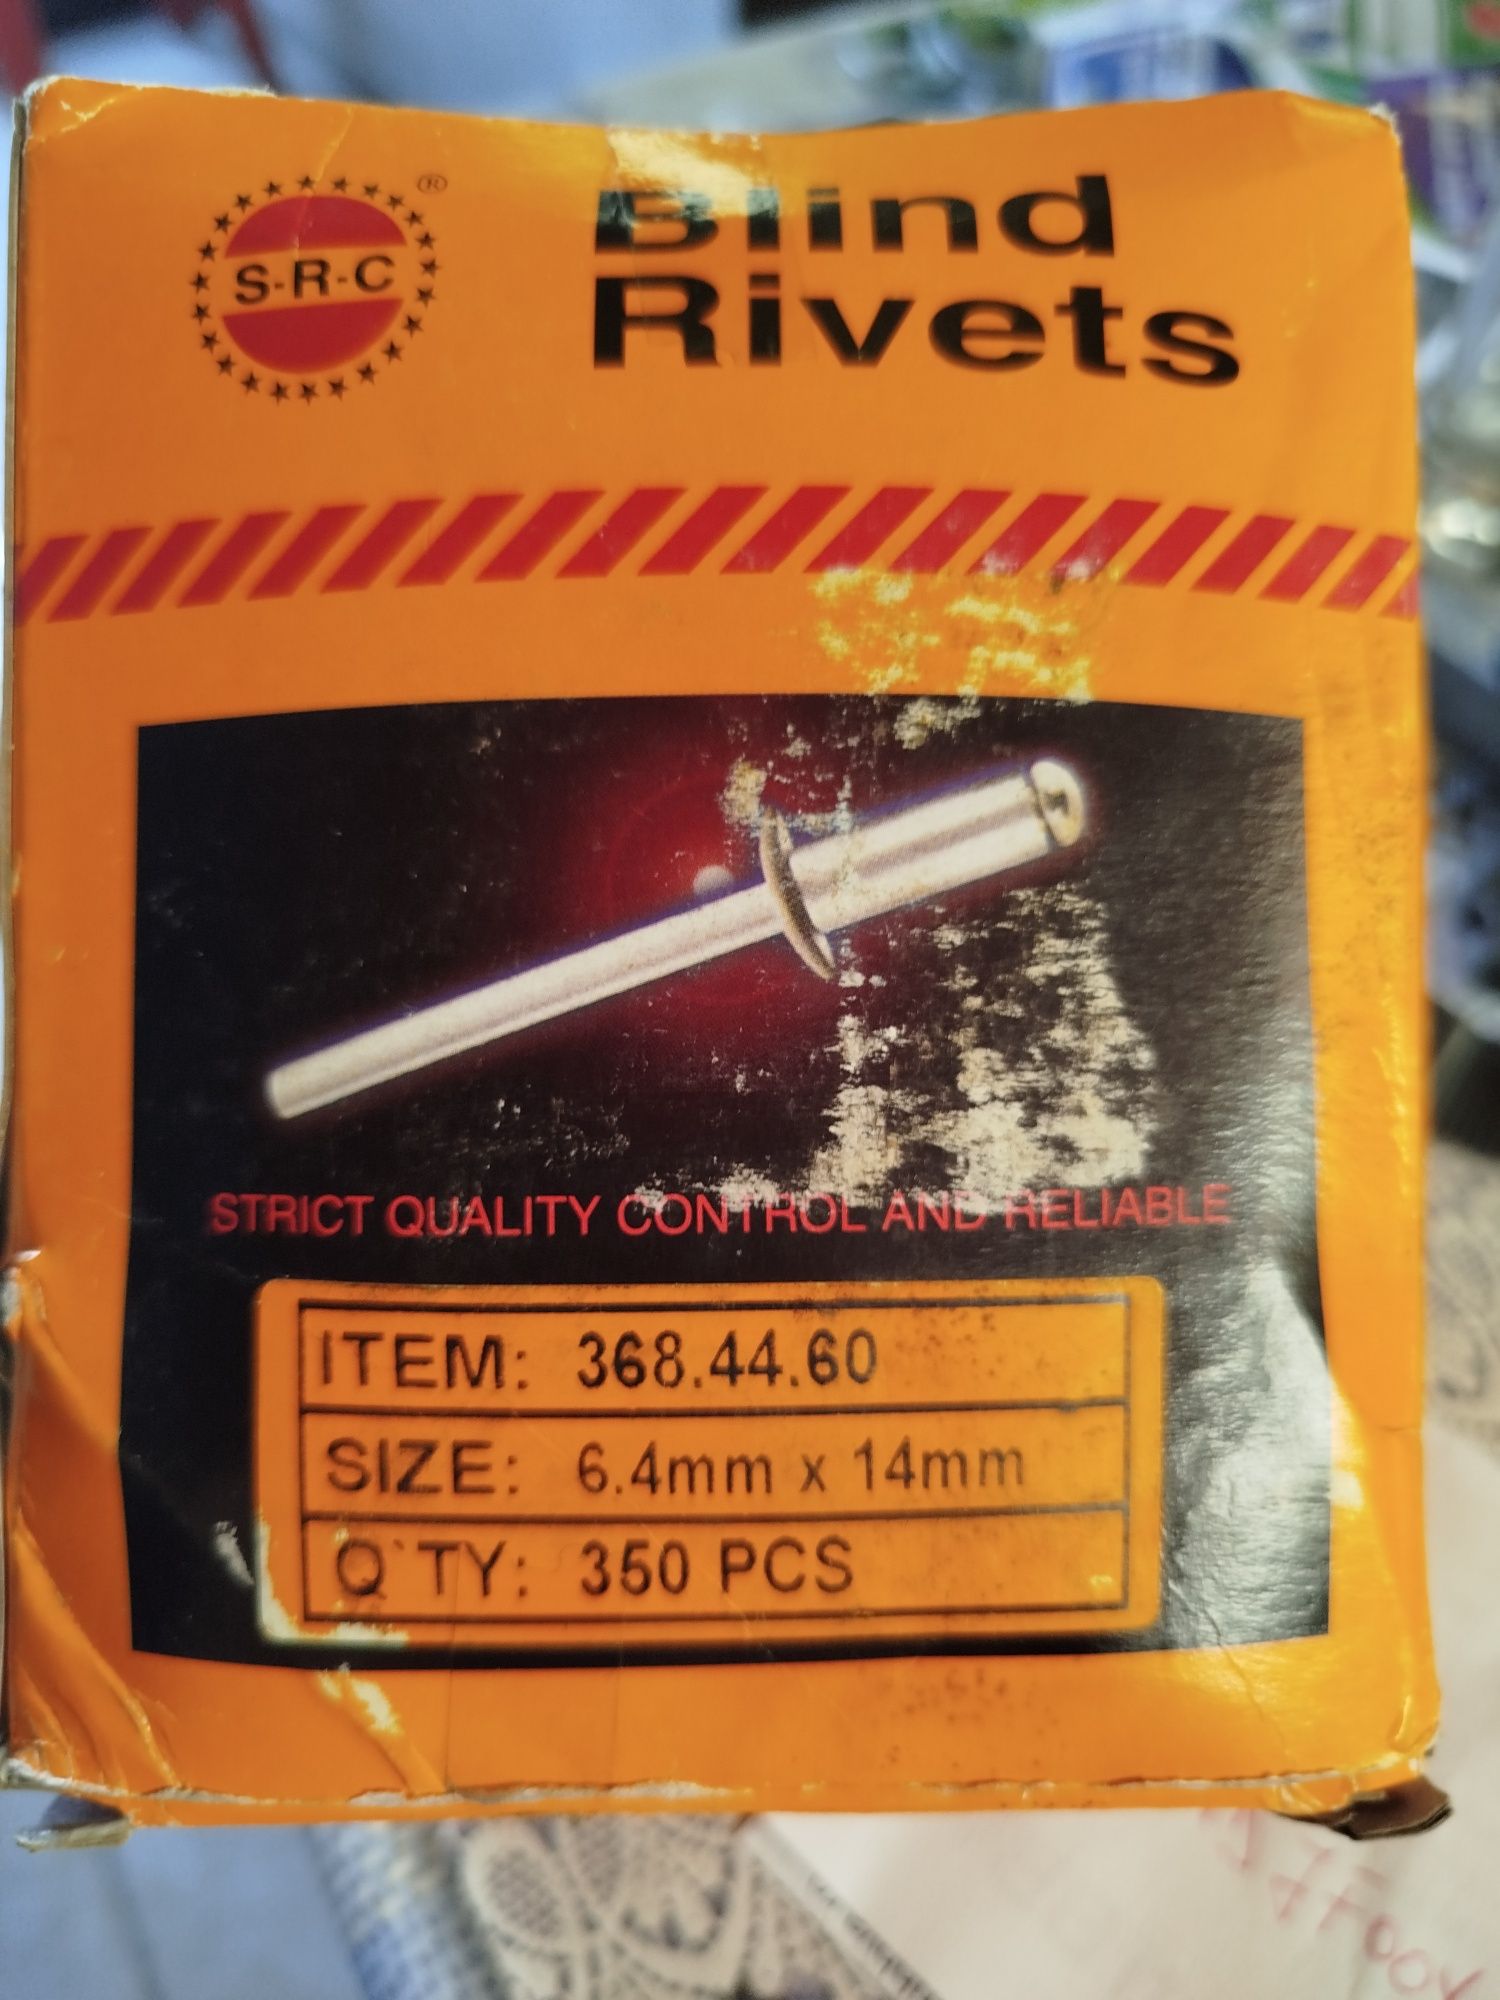 S-R-C ®
Blind
Rivets
STRICT QUALITY CONTROL AND RELIABLE
ITEM: 368.44.60
SIZE: 6.4mm x 14mm
Q`TY: 350 PCS